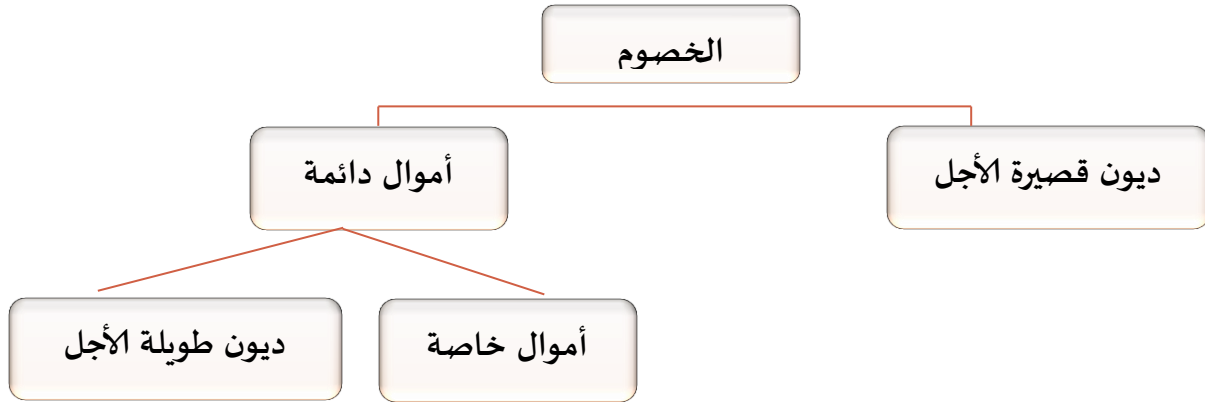 الخصوم
ديون قصيرة الأجل
أموال دائمة
أموال خاصة
ديون طويلة الأجل